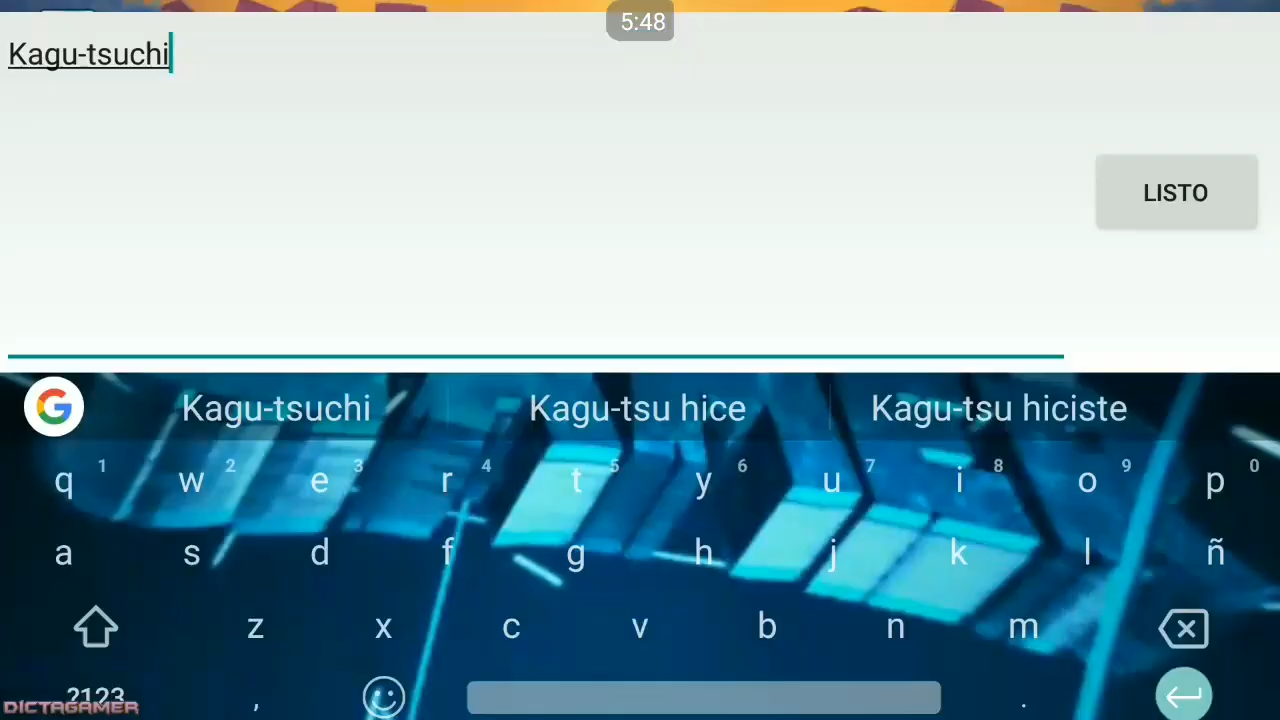 5:48
Kagu-tsuchi
LISTO
Kagu-tsuchi Kagu-tsu hice Kagu-tsu hiciste
q 1 w 2 e 3 r 4 t 5 y 6 u 7 i 8 o 9 p 0
a s d f g h j k l ñ
z x c v b n m
?123 , .
DICTAGAMER